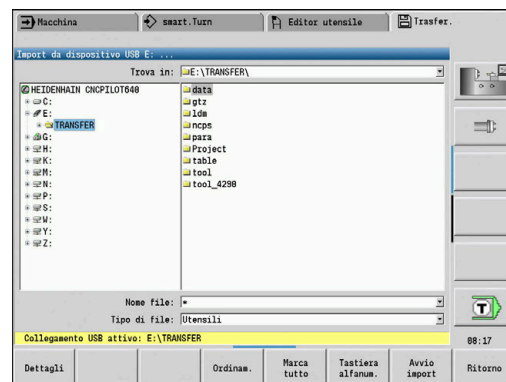 Macchina
smart.Turn
Editor utensile
Trasfer.
Import da dispositivo USB E: ...
Trova in: E:\TRANSFER\
HEIDENHAIN CNCPILOT640
C:
E:
TRANSFER
G:
H:
K:
M:
N:
P:
S:
W:
Y:
Z:
data
gtz
ldm
ncps
para
Project
table
tool
tool_4290
Nome file: *
Tipo di file: Utensili
Collegamento USB attivo: E:\TRANSFER
T
08:17
Dettagli
Ordinam.
Marca tutto
Tastiera alfanum.
Avvio import
Ritorno